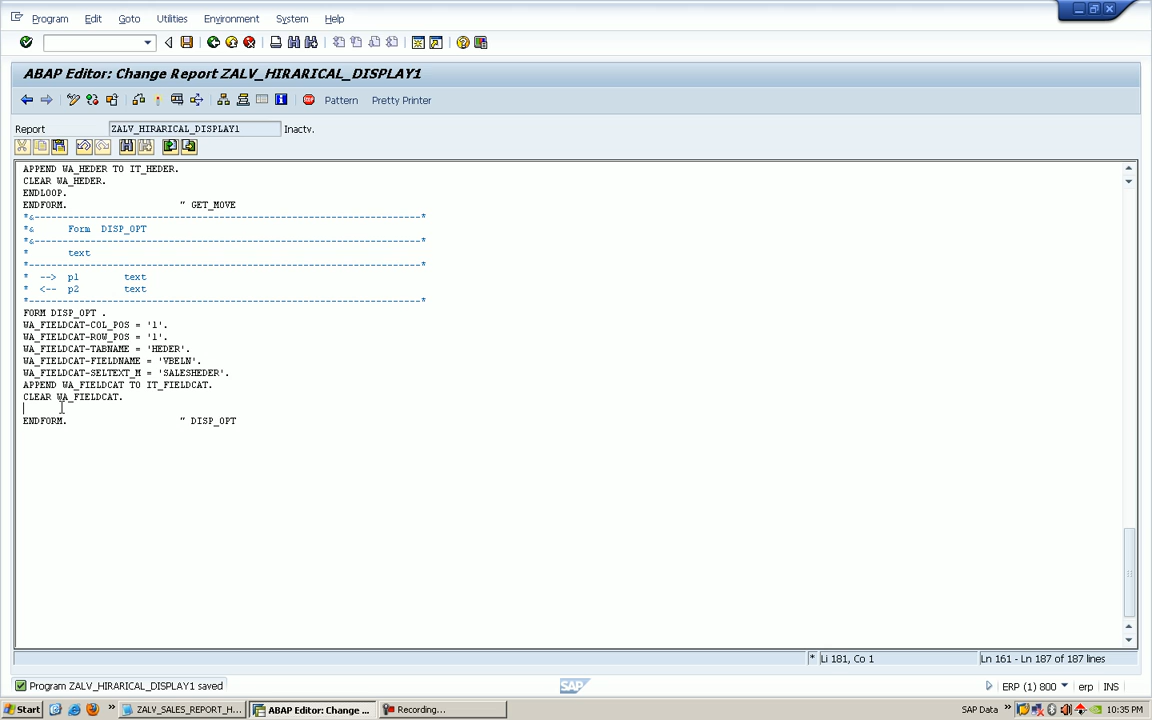 Program Edit Goto Utilities Environment System Help
ABAP Editor: Change Report ZALV_HIRARICAL_DISPLAY1
Pattern Pretty Printer
Report ZALV_HIRARICAL_DISPLAY1 Inactv.
APPEND WA_HEDER TO IT_HEDER.
CLEAR WA_HEDER.
ENDLOOP.
ENDFORM. " GET_MOVE
*&---------------------------------------------------------------------*
*& Form DISP_OPT
*&---------------------------------------------------------------------*
* text
*----------------------------------------------------------------------*
* --> p1 text
* <-- p2 text
*----------------------------------------------------------------------*
FORM DISP_OPT .
WA_FIELDCAT-COL_POS = '1'.
WA_FIELDCAT-ROW_POS = '1'.
WA_FIELDCAT-TABNAME = 'HEDER'.
WA_FIELDCAT-FIELDNAME = 'VBELN'.
WA_FIELDCAT-SELTEXT_M = 'SALESHEDER'.
APPEND WA_FIELDCAT TO IT_FIELDCAT.
CLEAR WA_FIELDCAT.
ENDFORM. " DISP_OPT
* Li 181, Co 1 Ln 161 - Ln 187 of 187 lines
Program ZALV_HIRARICAL_DISPLAY1 saved SAP ERP (1) 800 erp INS
Start ZALV_SALES_REPORT_H... ABAP Editor: Change ... Recording... SAP Data 10:35 PM